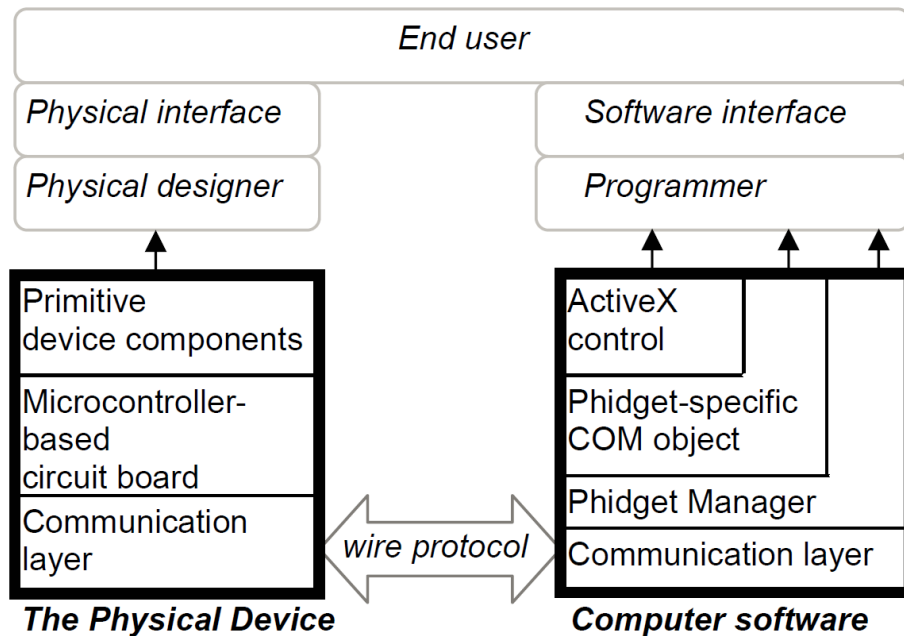 End user
Physical interface
Software interface
Physical designer
Programmer
Primitive
device components
Microcontroller-
based
circuit board
Communication
layer
The Physical Device
wire protocol
ActiveX
control
Phidget-specific
COM object
Phidget Manager
Communication layer
Computer software